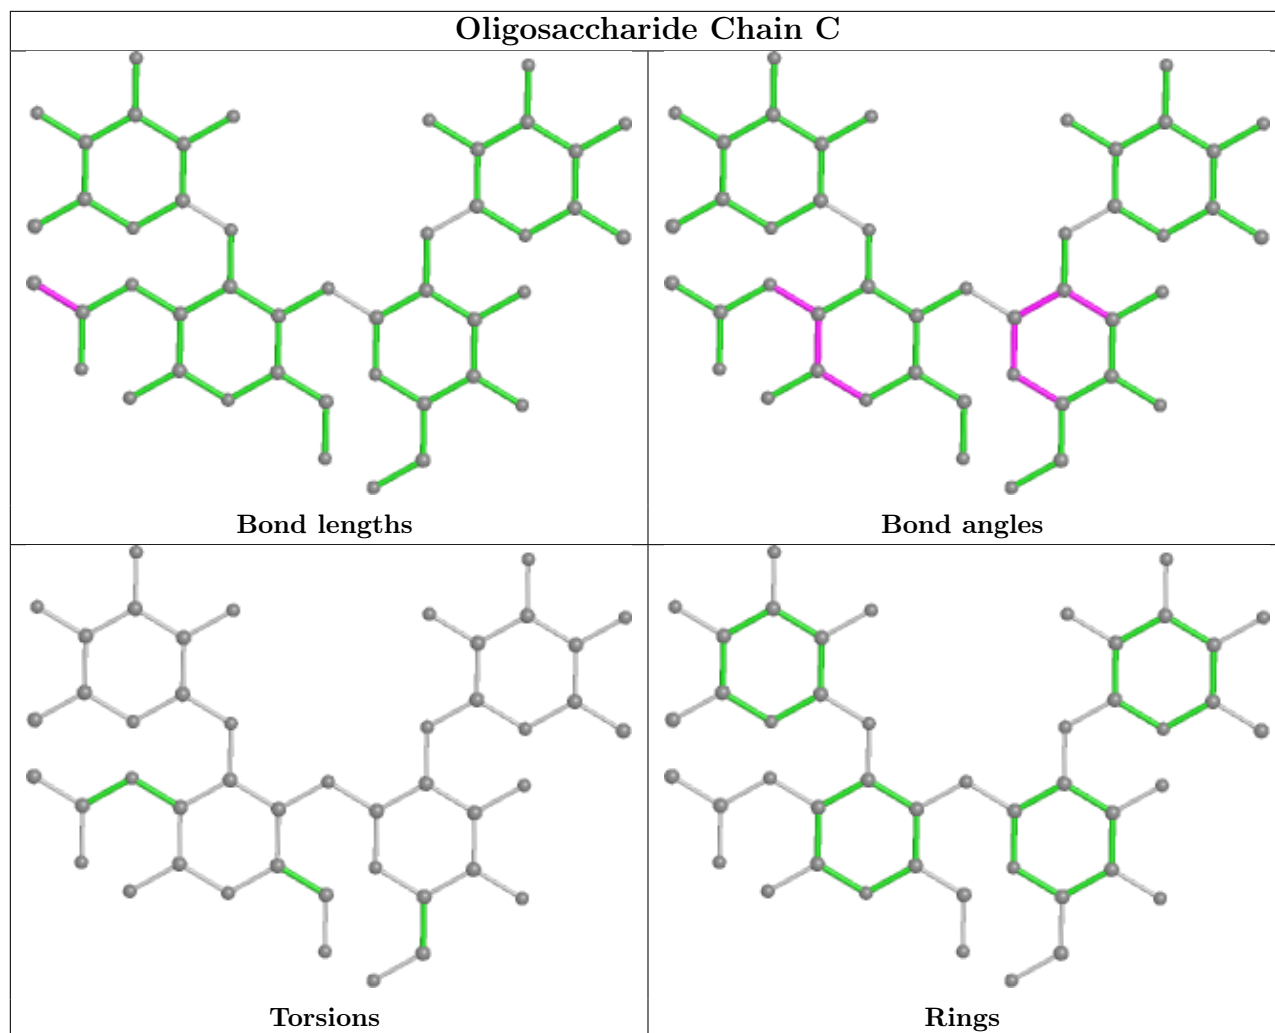 Oligosaccharide Chain C
Bond lengths
Bond angles
Torsions
Rings